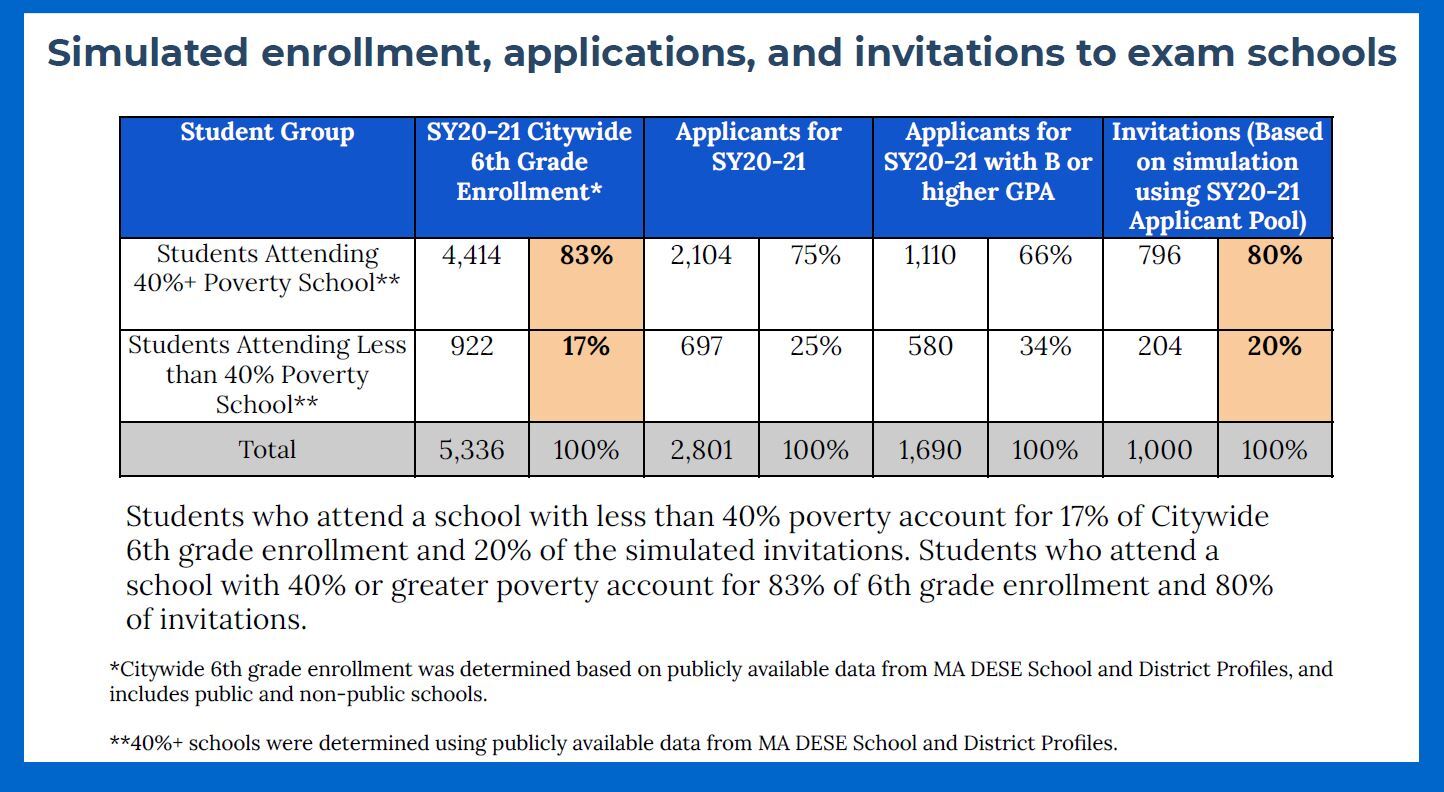 Simulated enrollment, applications, and invitations to exam schools
Student Group
SY20-21 Citywide
6th Grade
Enrollment*
Applicants for
SY20-21
Applicants for
SY20-21 with B or
higher GPA
Invitations (Based
on simulation
using SY20-21
Applicant Pool)
Students Attending
40%+ Poverty School**
4,414 83% 2,104 75% 1,110 66% 796 80%
Students Attending Less
than 40% Poverty
School**
922 17% 697 25% 580 34% 204 20%
Total 5,336 100% 2,801 100% 1,690 100% 1,000 100%
Students who attend a school with less than 40% poverty account for 17% of Citywide
6th grade enrollment and 20% of the simulated invitations. Students who attend a
school with 40% or greater poverty account for 83% of 6th grade enrollment and 80%
of invitations.
*Citywide 6th grade enrollment was determined based on publicly available data from MA DESE School and District Profiles, and
includes public and non-public schools.
**40%+ schools were determined using publicly available data from MA DESE School and District Profiles.